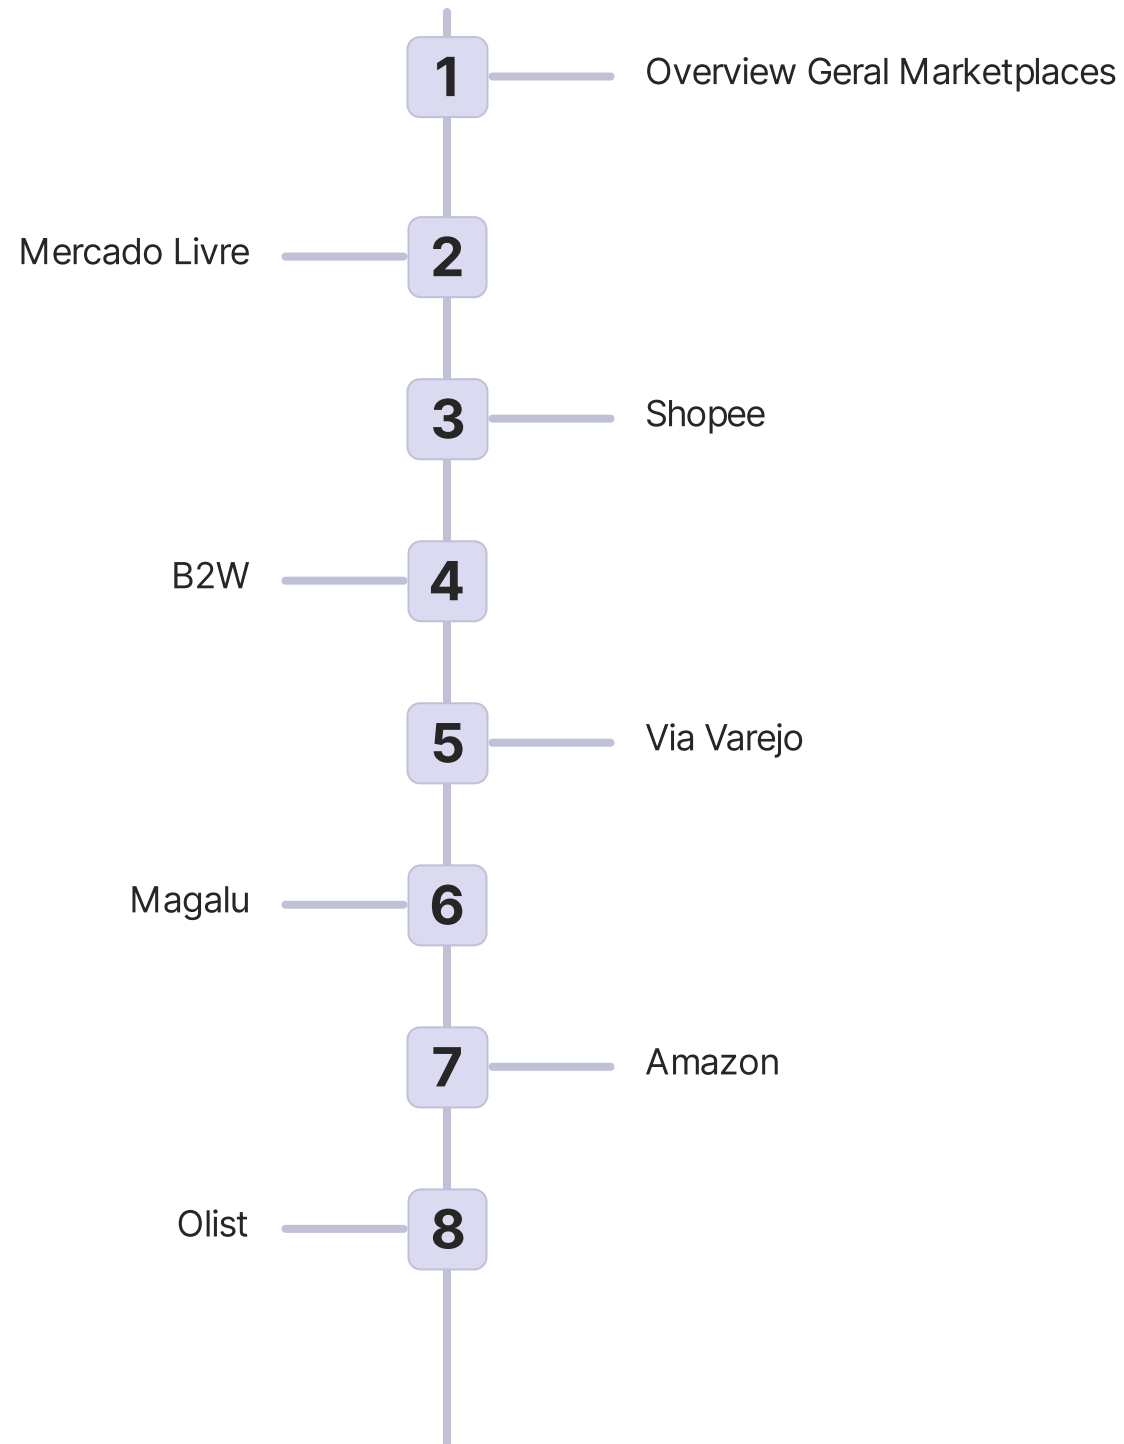 1
Overview Geral Marketplaces
Mercado Livre
2
3
Shopee
B2W
4
5
Via Varejo
Magalu
6
7
Amazon
Olist
8